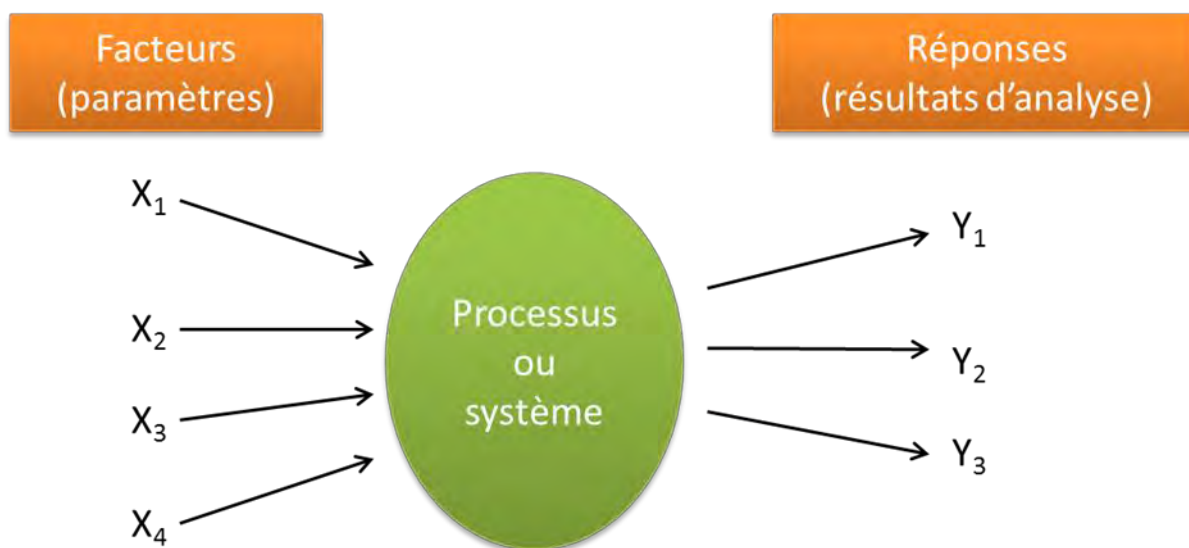 Facteurs
(paramètres)
Réponses
(résultats d'analyse)
X₁
X₂
X₃
X₄
Processus
ou
système
Y₁
Y₂
Y₃